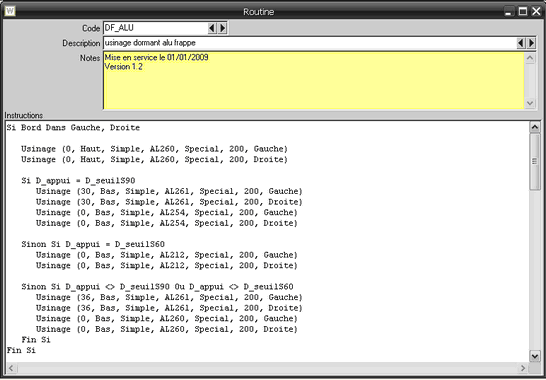 Routine
Code DF_ALU
Description usinage dormant alu frappe
Notes Mise en service le 01/01/2009
Version 1.2
Instructions
Si Bord Dans Gauche, Droite
Usinage (0, Haut, Simple, AL260, Special, 200, Gauche)
Usinage (0, Haut, Simple, AL260, Special, 200, Droite)
Si D_appui = D_seuilS90
Usinage (30, Bas, Simple, AL261, Special, 200, Gauche)
Usinage (30, Bas, Simple, AL261, Special, 200, Droite)
Usinage (0, Bas, Simple, AL254, Special, 200, Gauche)
Usinage (0, Bas, Simple, AL254, Special, 200, Droite)
Sinon Si D_appui = D_seuilS60
Usinage (0, Bas, Simple, AL212, Special, 200, Gauche)
Usinage (0, Bas, Simple, AL212, Special, 200, Droite)
Sinon Si D_appui <> D_seuilS90 Ou D_appui <> D_seuilS60
Usinage (36, Bas, Simple, AL261, Special, 200, Gauche)
Usinage (36, Bas, Simple, AL261, Special, 200, Droite)
Usinage (0, Bas, Simple, AL260, Special, 200, Gauche)
Usinage (0, Bas, Simple, AL260, Special, 200, Droite)
Fin Si
Fin Si